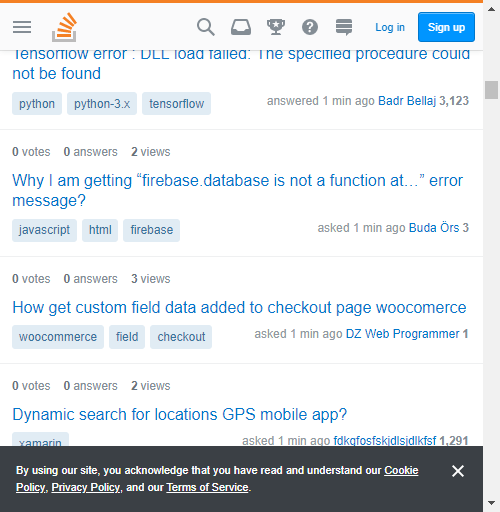 Log in Sign up
Tensorflow error : DLL load failed: The specified procedure could
not be found
python python-3.x tensorflow
answered 1 min ago Badr Bellaj 3,123
0 votes 0 answers 2 views
Why I am getting “firebase.database is not a function at…” error
message?
javascript html firebase
asked 1 min ago Buda Örs 3
0 votes 0 answers 3 views
How get custom field data added to checkout page woocomerce
woocommerce field checkout
asked 1 min ago DZ Web Programmer 1
0 votes 0 answers 2 views
Dynamic search for locations GPS mobile app?
xamarin
asked 1 min ago fdkgfosfskjdlsjdlkfsf 1,291
By using our site, you acknowledge that you have read and understand our Cookie
Policy, Privacy Policy, and our Terms of Service.